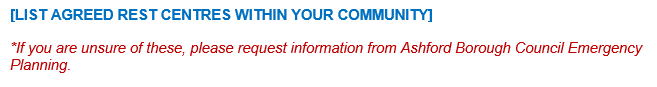 [LIST AGREED REST CENTRES WITHIN YOUR COMMUNITY]
*If you are unsure of these, please request information from Ashford Borough Council Emergency
Planning.